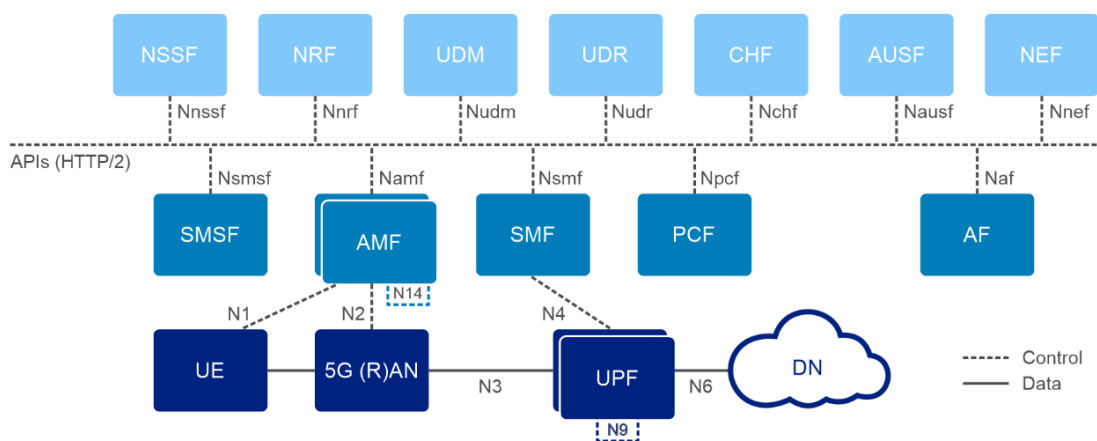 NSSF NRF UDM UDR CHF AUSF NEF
Nnssf Nnrf Nudm Nudr Nchf Nausf Nnef
APIs (HTTP/2)
Nsmsf Namf Nsmf Npcf Naf
SMSF AMF SMF PCF AF
N14
N1 N2 N4
UE 5G (R)AN UPF DN
N3 N6
N9
Control
Data